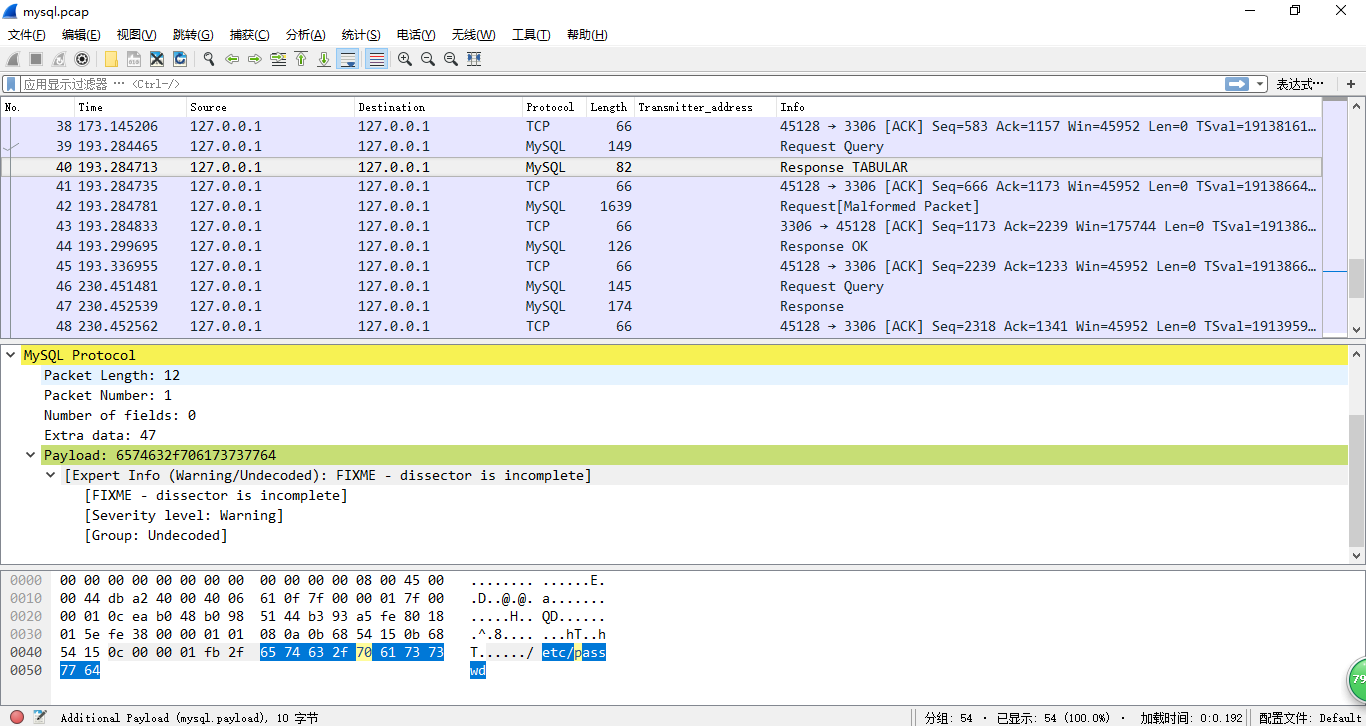 mysql.pcap
文件(F) 编辑(E) 视图(V) 跳转(G) 捕获(C) 分析(A) 统计(S) 电话(Y) 无线(W) 工具(T) 帮助(H)
应用显示过滤器 … <Ctrl-/> 表达式… +
No. Time Source Destination Protocol Length Transmitter_address Info
38 173.145206 127.0.0.1 127.0.0.1 TCP 66 45128 → 3306 [ACK] Seq=583 Ack=1157 Win=45952 Len=0 TSval=19138161…
39 193.284465 127.0.0.1 127.0.0.1 MySQL 149 Request Query
40 193.284713 127.0.0.1 127.0.0.1 MySQL 82 Response TABULAR
41 193.284735 127.0.0.1 127.0.0.1 TCP 66 45128 → 3306 [ACK] Seq=666 Ack=1173 Win=45952 Len=0 TSval=19138664…
42 193.284781 127.0.0.1 127.0.0.1 MySQL 1639 Request[Malformed Packet]
43 193.284833 127.0.0.1 127.0.0.1 TCP 66 3306 → 45128 [ACK] Seq=1173 Ack=2239 Win=175744 Len=0 TSval=191386…
44 193.299695 127.0.0.1 127.0.0.1 MySQL 126 Response OK
45 193.336955 127.0.0.1 127.0.0.1 TCP 66 45128 → 3306 [ACK] Seq=2239 Ack=1233 Win=45952 Len=0 TSval=1913866…
46 230.451481 127.0.0.1 127.0.0.1 MySQL 145 Request Query
47 230.452539 127.0.0.1 127.0.0.1 MySQL 174 Response
48 230.452562 127.0.0.1 127.0.0.1 TCP 66 45128 → 3306 [ACK] Seq=2318 Ack=1341 Win=45952 Len=0 TSval=1913959…
MySQL Protocol
Packet Length: 12
Packet Number: 1
Number of fields: 0
Extra data: 47
Payload: 6574632f706173737764
[Expert Info (Warning/Undecoded): FIXME - dissector is incomplete]
[FIXME - dissector is incomplete]
[Severity level: Warning]
[Group: Undecoded]
0000 00 00 00 00 00 00 00 00 00 00 00 00 08 00 45 00 ........ ......E.
0010 00 44 db a2 40 00 40 06 61 0f 7f 00 00 01 7f 00 .D..@.@. a.......
0020 00 01 0c ea b0 48 b0 98 51 44 b3 93 a5 fe 80 18 .....H.. QD......
0030 01 5e fe 38 00 00 01 01 08 0a 0b 68 54 15 0b 68 .^.8.... ...hT..h
0040 54 15 0c 00 00 01 fb 2f 65 74 63 2f 70 61 73 73 T....../ etc/pass
0050 77 64 wd
79
Additional Payload (mysql.payload), 10 字节 分组: 54 · 已显示: 54 (100.0%) · 加载时间: 0:0.192 配置文件: Default